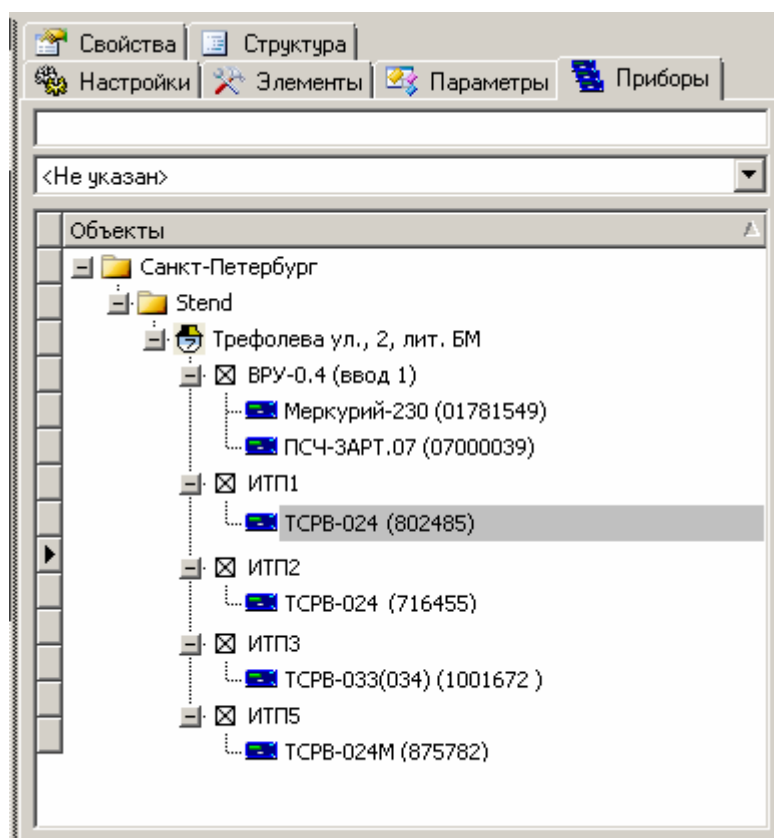 Свойства Структура
Настройки Элементы Параметры Приборы
<Не указан>
Объекты
Санкт-Петербург
Stend
Трефолева ул., 2, лит. БМ
ВРУ-0.4 (ввод 1)
Меркурий-230 (01781549)
ПСЧ-3АРТ.07 (07000039)
ИТП1
ТСРВ-024 (802485)
ИТП2
ТСРВ-024 (716455)
ИТП3
ТСРВ-033(034) (1001672 )
ИТП5
ТСРВ-024М (875782)